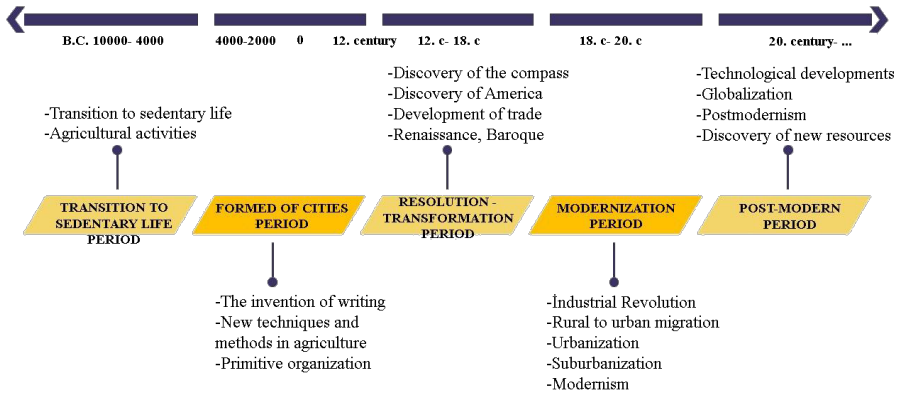 B.C. 10000- 4000
4000-2000 0 12. century
12. c- 18. c
18. c- 20. c
20. century- ...
-Transition to sedentary life
-Agricultural activities
-Discovery of the compass
-Discovery of America
-Development of trade
-Renaissance, Baroque
-Technological developments
-Globalization
-Postmodernism
-Discovery of new resources
TRANSITION TO
SEDENTARY LIFE
PERIOD
FORMED OF CITIES
PERIOD
RESOLUTION -
TRANSFORMATION
PERIOD
MODERNIZATION
PERIOD
POST-MODERN
PERIOD
-The invention of writing
-New techniques and
methods in agriculture
-Primitive organization
-İndustrial Revolution
-Rural to urban migration
-Urbanization
-Suburbanization
-Modernism